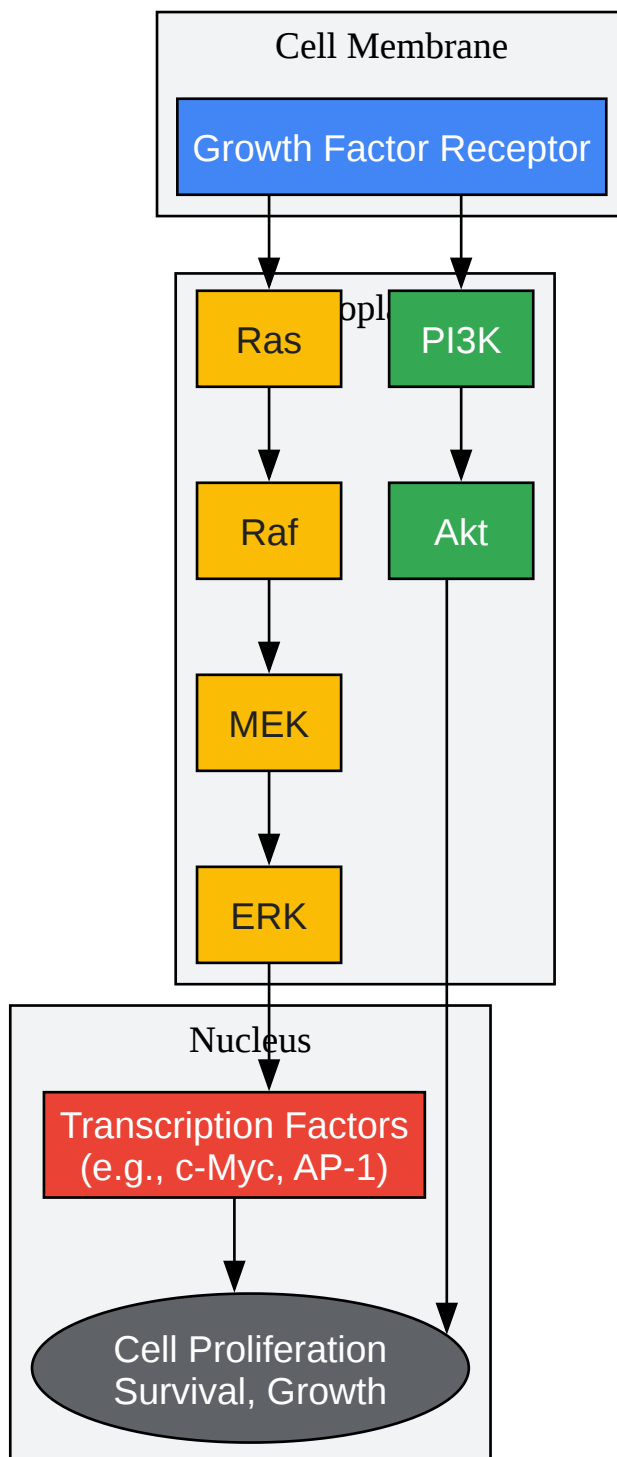 Cell Membrane
Growth Factor Receptor
Ras
PI3K
Raf
Akt
MEK
ERK
Nucleus
Transcription Factors
(e.g., c-Myc, AP-1)
Cell Proliferation
Survival, Growth